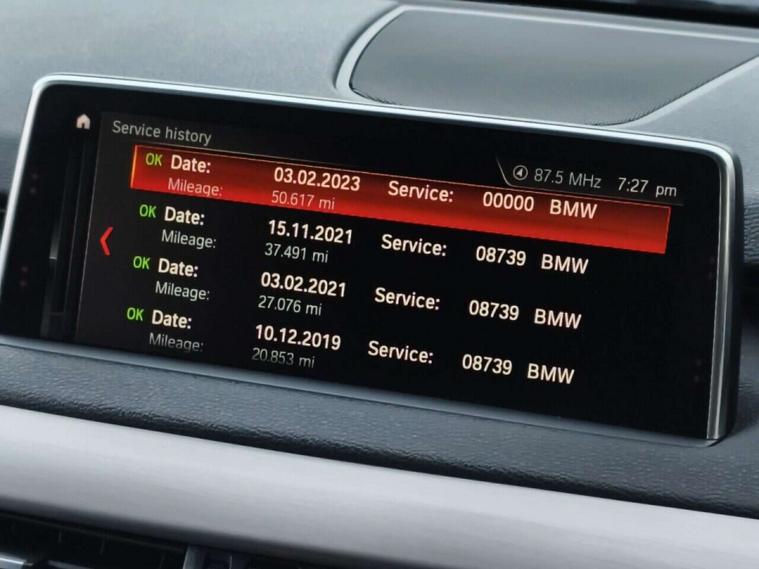 Service history
87.5 MHz 7:27 pm
OK Date: 03.02.2023 Service: 00000 BMW
Mileage: 50.617 mi
OK Date: 15.11.2021 Service: 08739 BMW
Mileage: 37.491 mi
OK Date: 03.02.2021 Service: 08739 BMW
Mileage: 27.076 mi
OK Date: 10.12.2019 Service: 08739 BMW
Mileage: 20.853 mi